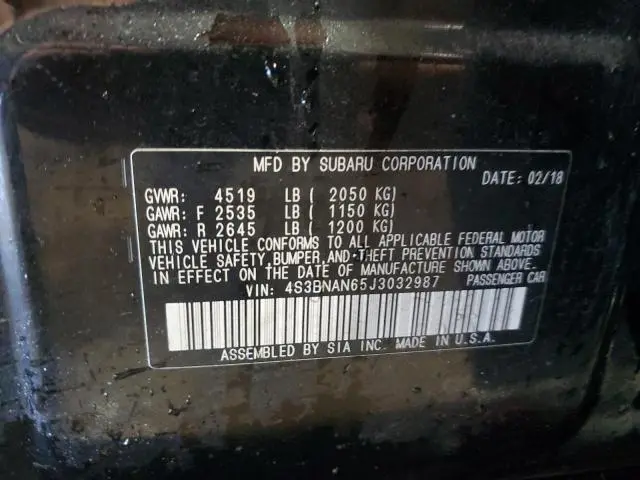 MFD BY SUBARU CORPORATION
DATE: 02/18
GVWR: 4519 LB ( 2050 KG)
GAWR: F 2535 LB ( 1150 KG)
GAWR: R 2645 LB ( 1200 KG)
THIS VEHICLE CONFORMS TO ALL APPLICABLE FEDERAL MOTOR
VEHICLE SAFETY, BUMPER, AND THEFT PREVENTION STANDARDS
IN EFFECT ON THE DATE OF MANUFACTURE SHOWN ABOVE.
VIN: 4S3BNAN65J3032987 PASSENGER CAR
ASSEMBLED BY SIA INC. MADE IN U.S.A.